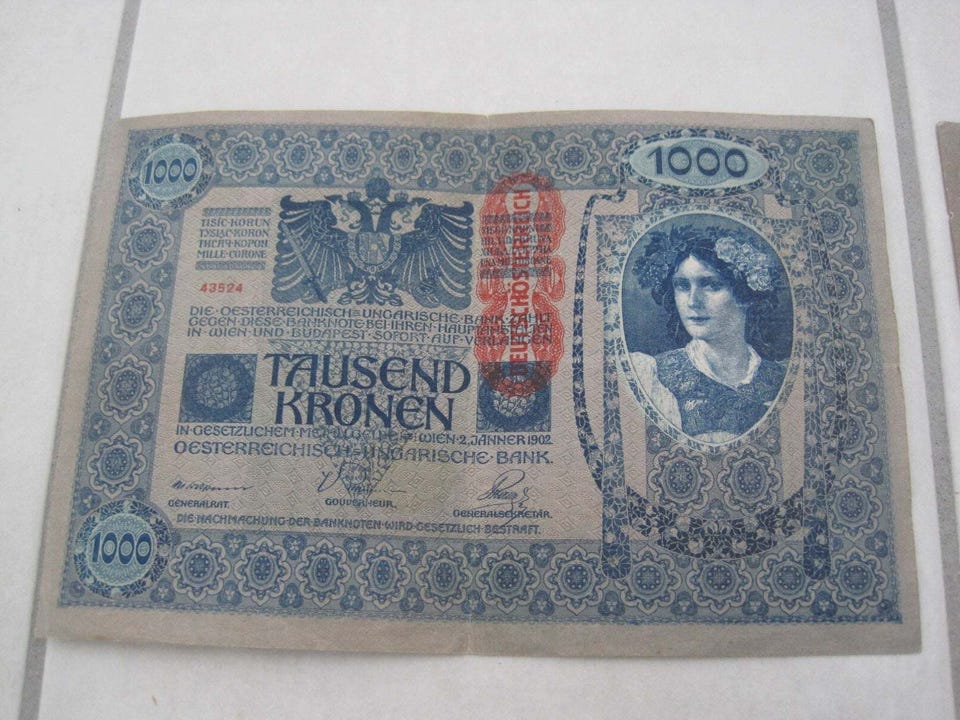 1000
1000
TISÍC·KORUN
TYSIĄC·KORON
ТИСЯЧ·КОРОН
MILLE·CORONE
43524
DEUTSCHÖSTERREICH
DIE·OESTERREICHISCH=UNGARISCHE·BANK·ZAHLT
GEGEN·DIESE·BANKNOTE·BEI·IHREN·HAUPTANSTALTEN
IN·WIEN·UND·BUDAPEST·SOFORT·AUF·VERLANGEN
TAUSEND
KRONEN
IN·GESETZLICHEM·METALLGELDE·WIEN·2.JÄNNER 1902
OESTERREICHISCH=UNGARISCHE·BANK.
GENERALRAT.
GOUVERNEUR.
GENERALSEKRETÄR.
DIE·NACHMACHUNG·DER·BANKNOTEN·WIRD·GESETZLICH·BESTRAFT.
1000